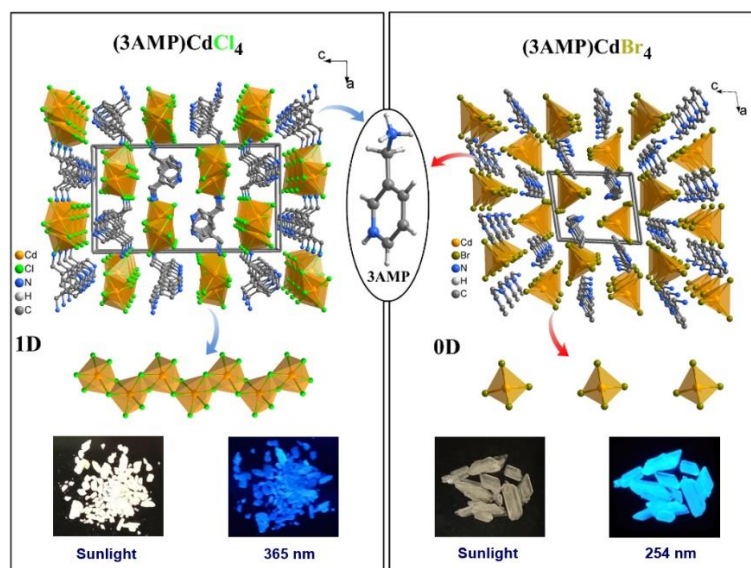 (3AMP)CdCl4
c
a
Cd
Cl
N
H
C
1D
Sunlight
365 nm
3AMP
(3AMP)CdBr4
c
a
Cd
Br
N
H
C
0D
Sunlight
254 nm